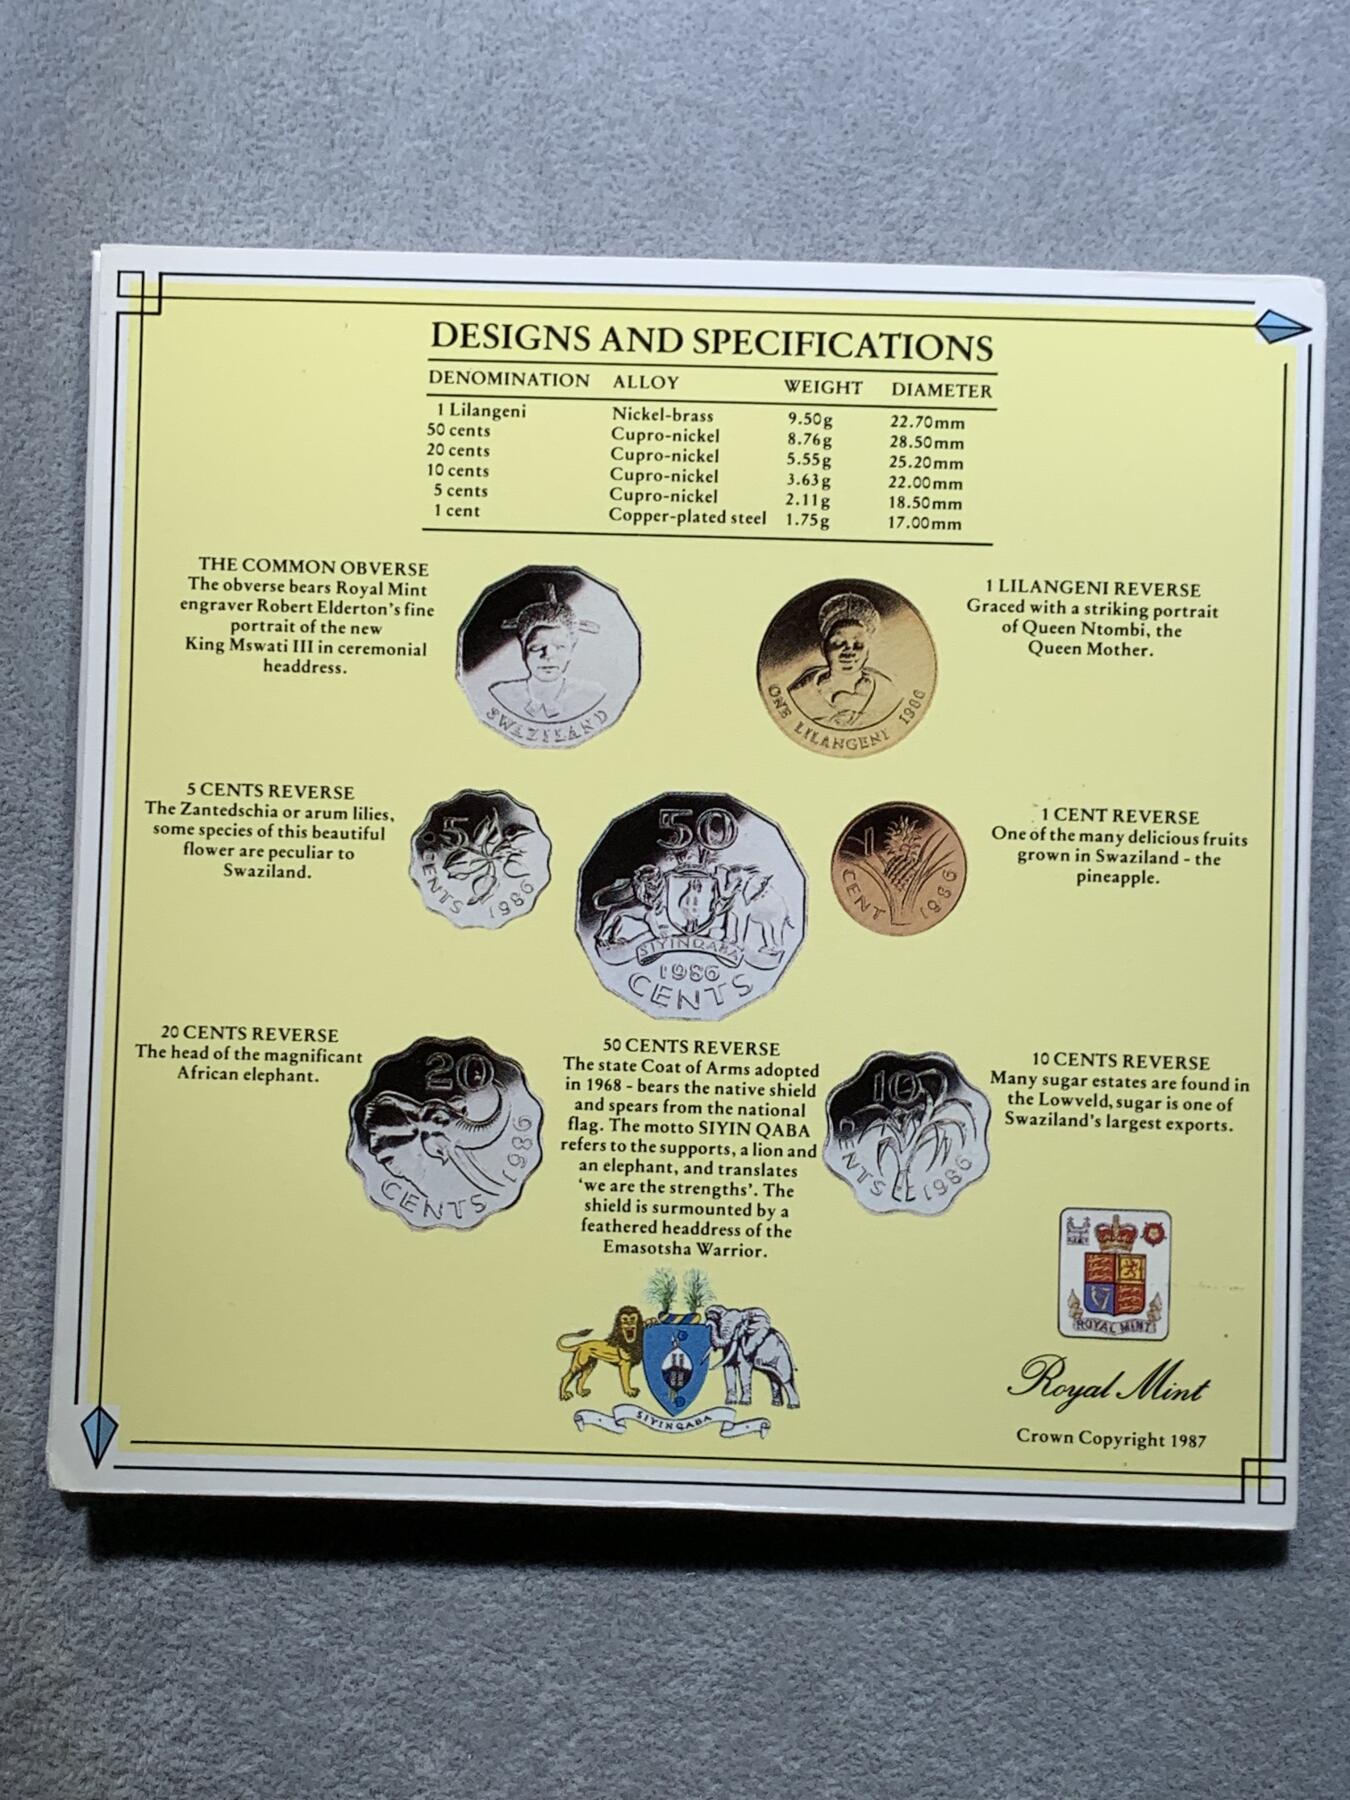 DESIGNS AND SPECIFICATIONS
DENOMINATION ALLOY WEIGHT DIAMETER
1 Lilangeni Nickel-brass 9.50g 22.70mm
50 cents Cupro-nickel 8.76g 28.50mm
20 cents Cupro-nickel 5.55g 25.20mm
10 cents Cupro-nickel 3.63g 22.00mm
5 cents Cupro-nickel 2.11g 18.50mm
1 cent Copper-plated steel 1.75g 17.00mm
THE COMMON OBVERSE
The obverse bears Royal Mint
engraver Robert Elderton's fine
portrait of the new
King Mswati III in ceremonial
headdress.
SWAZILAND
ONE LILANGENI 1986
1 LILANGENI REVERSE
Graced with a striking portrait
of Queen Ntombi, the
Queen Mother.
5 CENTS REVERSE
The Zantedschia or arum lilies,
some species of this beautiful
flower are peculiar to
Swaziland.
5
CENTS 1986
50
SIYINQABA
1986
CENTS
1
CENT 1986
1 CENT REVERSE
One of the many delicious fruits
grown in Swaziland - the
pineapple.
20 CENTS REVERSE
The head of the magnificant
African elephant.
20
CENTS 1986
50 CENTS REVERSE
The state Coat of Arms adopted
in 1968 - bears the native shield
and spears from the national
flag. The motto SIYIN QABA
refers to the supports, a lion and
an elephant, and translates
'we are the strengths'. The
shield is surmounted by a
feathered headdress of the
Emasotsha Warrior.
10
CENTS 1986
10 CENTS REVERSE
Many sugar estates are found in
the Lowveld, sugar is one of
Swaziland's largest exports.
SIYINQABA
ROYAL MINT
Royal Mint
Crown Copyright 1987